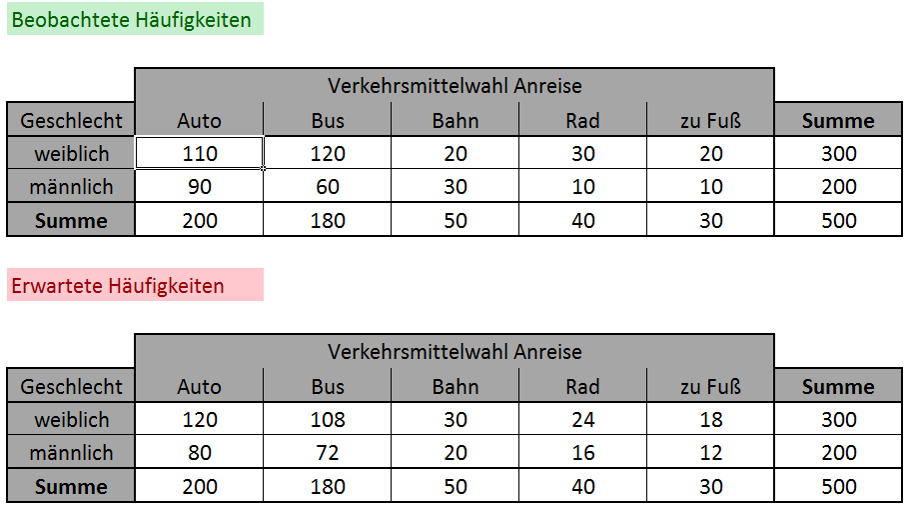 Beobachtete Häufigkeiten
Verkehrsmittelwahl Anreise
Geschlecht Auto Bus Bahn Rad zu Fuß Summe
weiblich 110 120 20 30 20 300
männlich 90 60 30 10 10 200
Summe 200 180 50 40 30 500
Erwartete Häufigkeiten
Verkehrsmittelwahl Anreise
Geschlecht Auto Bus Bahn Rad zu Fuß Summe
weiblich 120 108 30 24 18 300
männlich 80 72 20 16 12 200
Summe 200 180 50 40 30 500